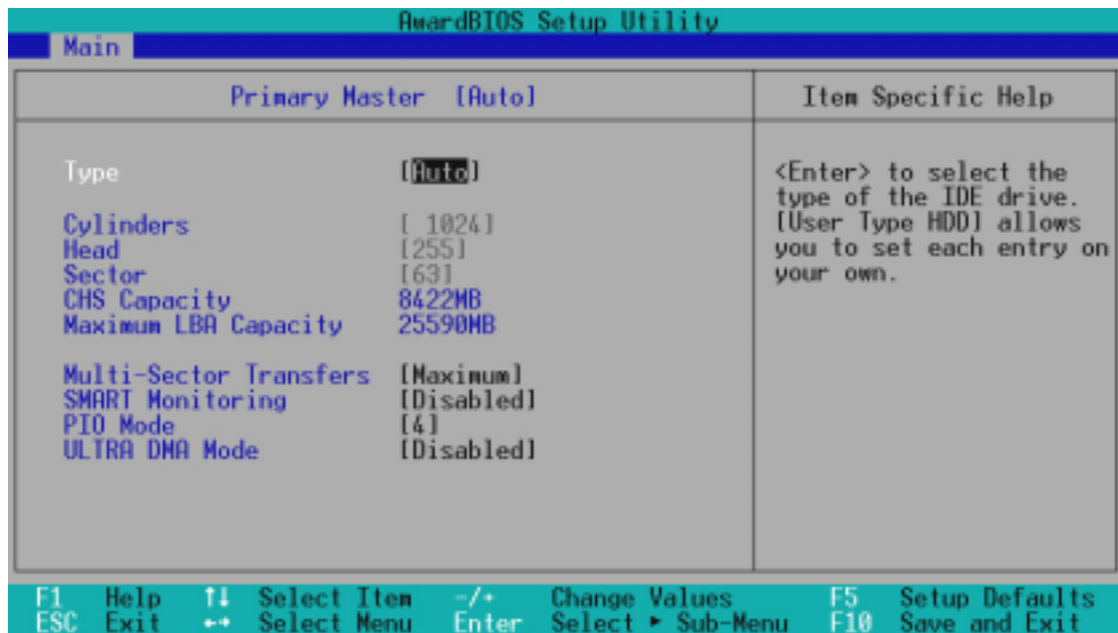 AwardBIOS Setup Utility
Main
Primary Master [Auto]
Item Specific Help
Type [Auto]
Cylinders [ 1024]
Head [255]
Sector [63]
CHS Capacity 8422MB
Maximum LBA Capacity 25590MB
Multi-Sector Transfers [Maximum]
SMART Monitoring [Disabled]
PIO Mode [4]
ULTRA DMA Mode [Disabled]
<Enter> to select the
type of the IDE drive.
[User Type HDD] allows
you to set each entry on
your own.
F1 Help ↑↓ Select Item -/+ Change Values F5 Setup Defaults
ESC Exit ←→ Select Menu Enter Select ► Sub-Menu F10 Save and Exit